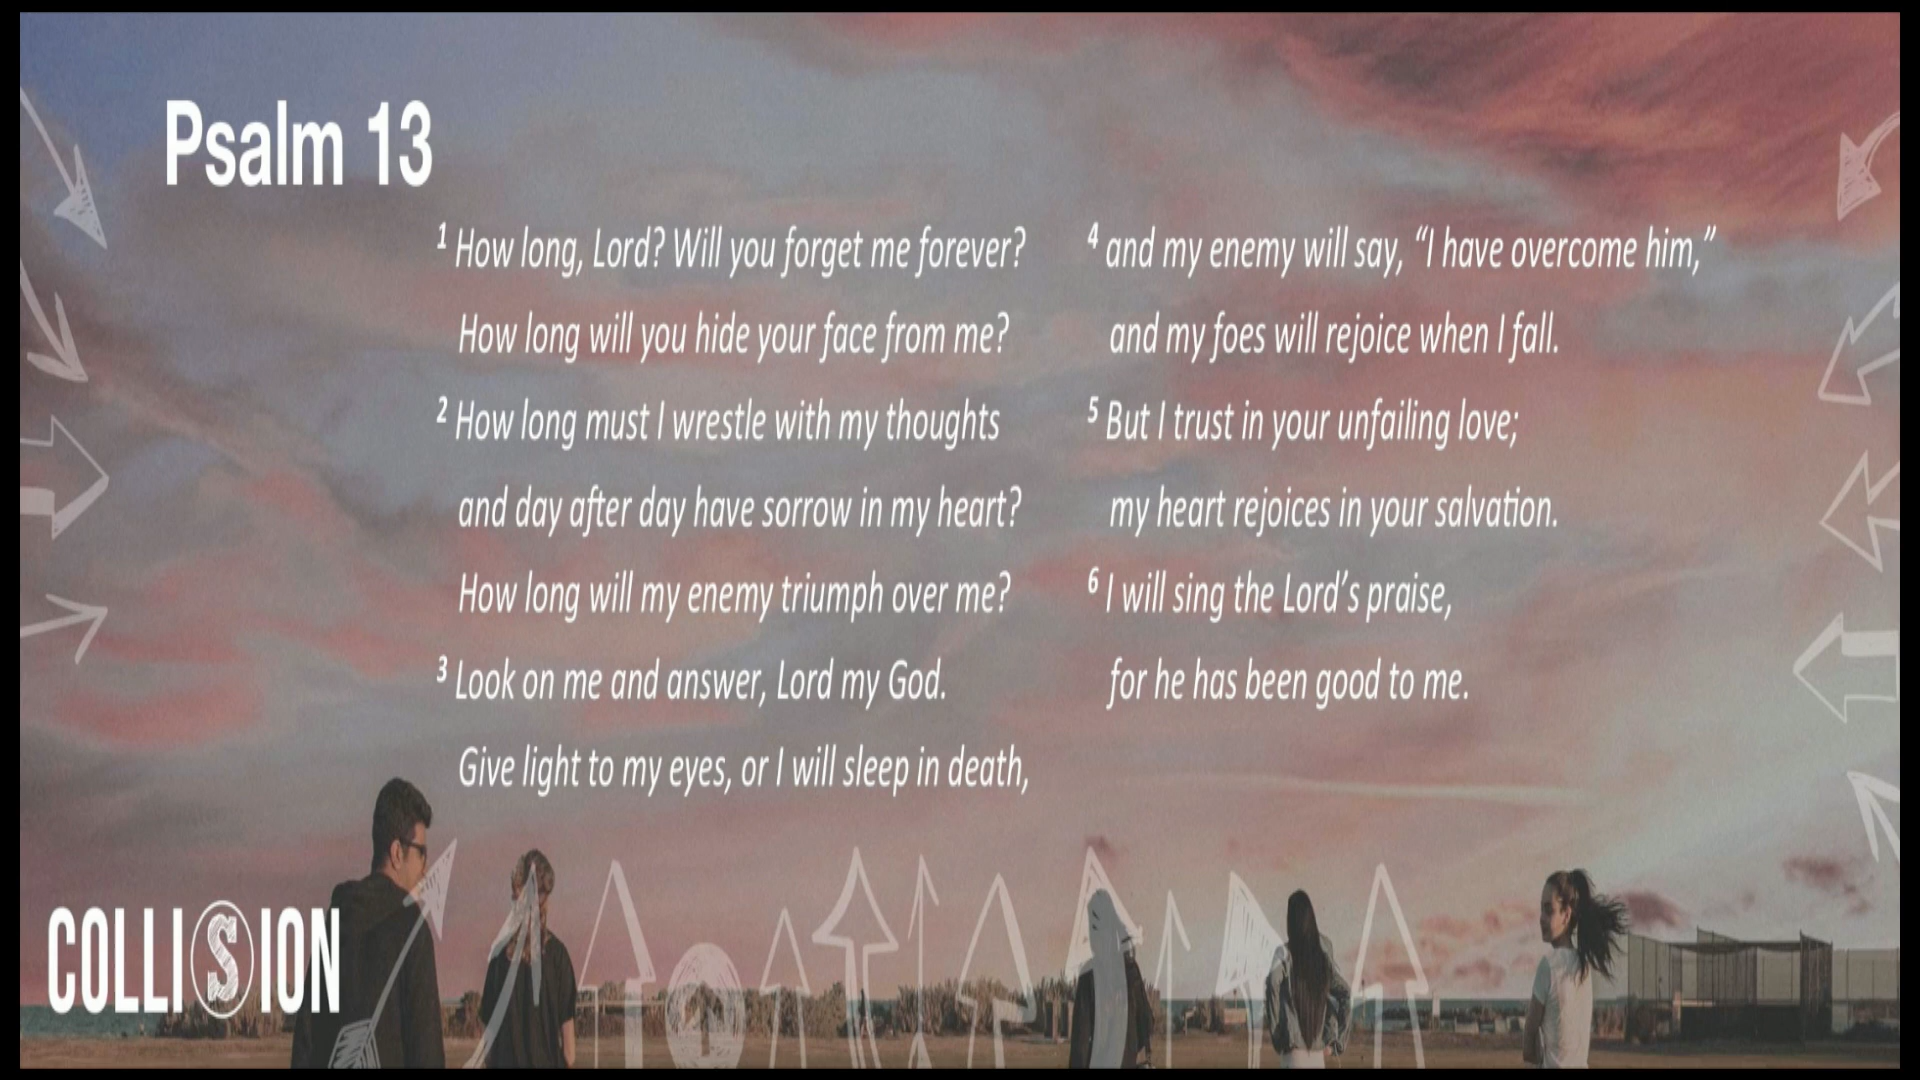 Psalm 13
1 How long, Lord? Will you forget me forever?
How long will you hide your face from me?
2 How long must I wrestle with my thoughts
and day after day have sorrow in my heart?
How long will my enemy triumph over me?
3 Look on me and answer, Lord my God.
Give light to my eyes, or I will sleep in death,
4 and my enemy will say, “I have overcome him,”
and my foes will rejoice when I fall.
5 But I trust in your unfailing love;
my heart rejoices in your salvation.
6 I will sing the Lord’s praise,
for he has been good to me.
COLLISION